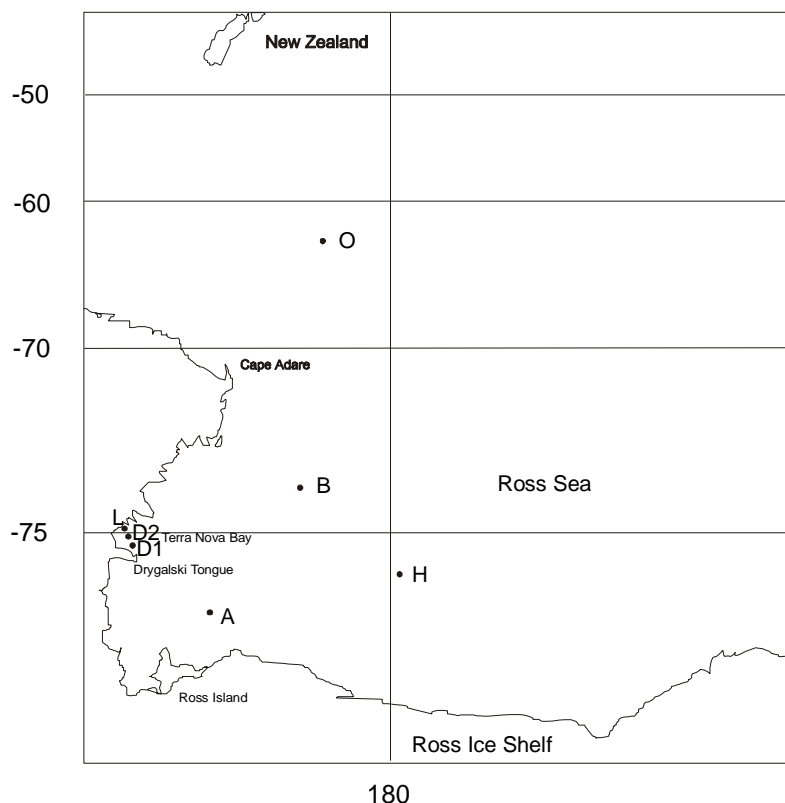 New Zealand
-50
-60
O
-70
Cape Adare
B
Ross Sea
L
-75
D2
Terra Nova Bay
D1
Drygalski Tongue
H
A
Ross Island
Ross Ice Shelf
180